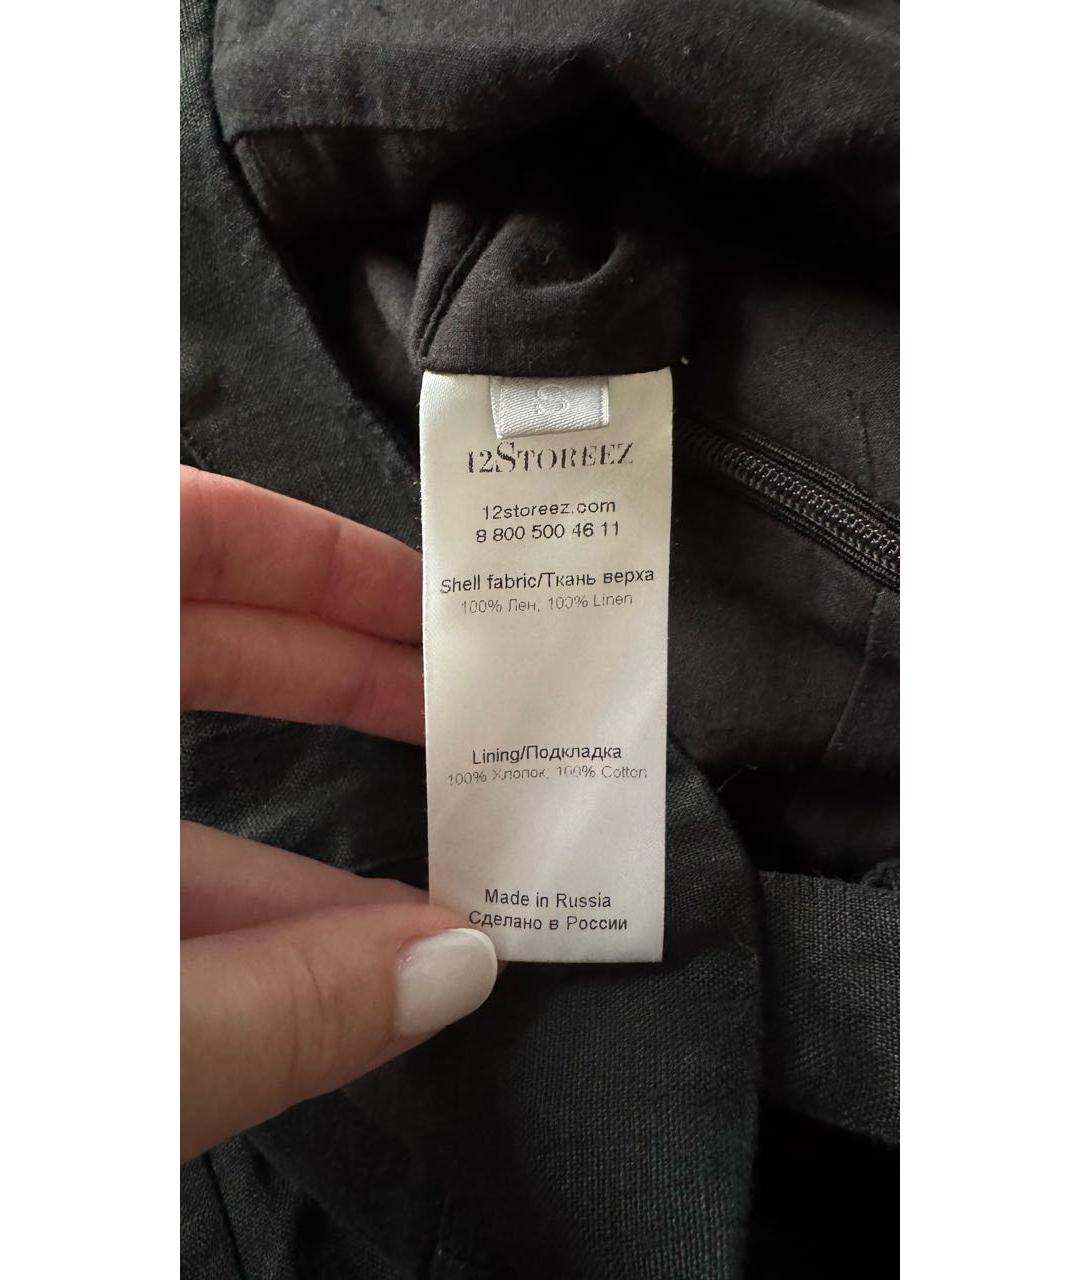 S
12STOREEZ
12storeez.com
8 800 500 46 11
Shell fabric/Ткань верха
100% Лен; 100% Linen
Lining/Подкладка
100% Хлопок; 100% Cotton
Made in Russia
Сделано в России